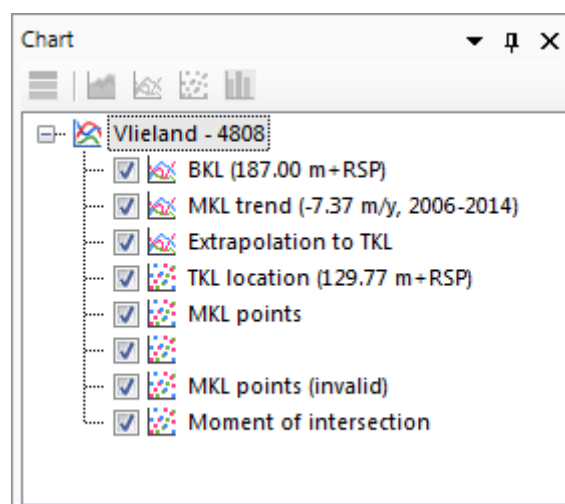 Chart
Vlieland - 4808
BKL (187.00 m+RSP)
MKL trend (-7.37 m/y, 2006-2014)
Extrapolation to TKL
TKL location (129.77 m+RSP)
MKL points
MKL points (invalid)
Moment of intersection